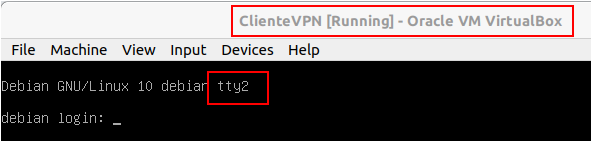 ClienteVPN [Running] - Oracle VM VirtualBox
File Machine View Input Devices Help
Debian GNU/Linux 10 debian tty2
debian login: _